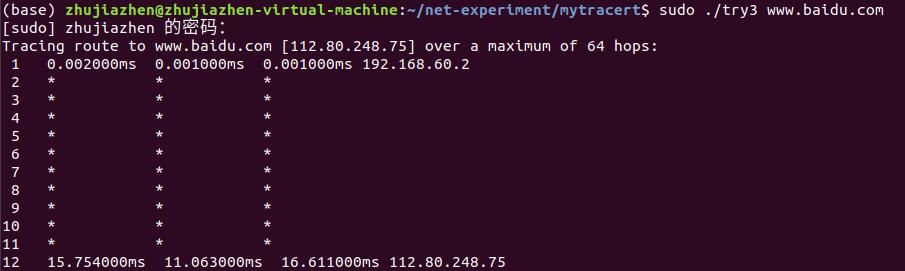 (base) zhujiazhen@zhujiazhen-virtual-machine:~/net-experiment/mytracert$ sudo ./try3 www.baidu.com
[sudo] zhujiazhen 的密码：
Tracing route to www.baidu.com [112.80.248.75] over a maximum of 64 hops:
1 0.002000ms 0.001000ms 0.001000ms 192.168.60.2
2 * * *
3 * * *
4 * * *
5 * * *
6 * * *
7 * * *
8 * * *
9 * * *
10 * * *
11 * * *
12 15.754000ms 11.063000ms 16.611000ms 112.80.248.75